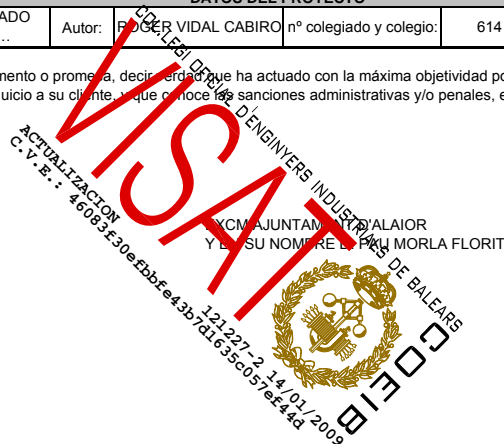 DATOS DEL PROYECTO
ADO
...
Autor:
ROGER VIDAL CABIRO
nº colegiado y colegio:
614
mento o promesa, decir verdad que ha actuado con la máxima objetividad po
uicio a su cliente, y que conoce las sanciones administrativas y/o penales, e
EXCM AJUNTAMENT D'ALAIOR
Y EN SU NOMBRE D. PAU MORLA FLORIT
COL·LEGI OFICIAL D'ENGINYERS INDUSTRIALS DE BALEARS
VISAT
ACTUALIZACION
C.V.E.: 46083f30efbbfe43b7d1635c057ef44d
121227-2 14/01/2009
COEIB